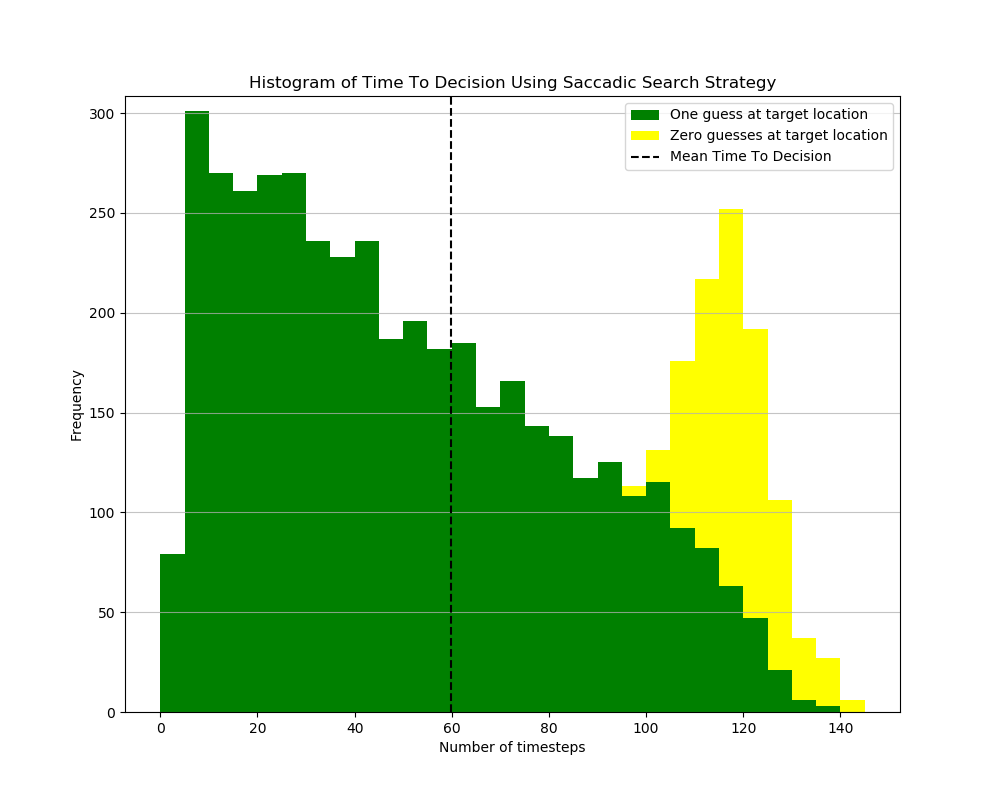 Histogram of Time To Decision Using Saccadic Search Strategy
One guess at target location
Zero guesses at target location
Mean Time To Decision
Frequency
300
250
200
150
100
50
0
0 20 40 60 80 100 120 140
Number of timesteps